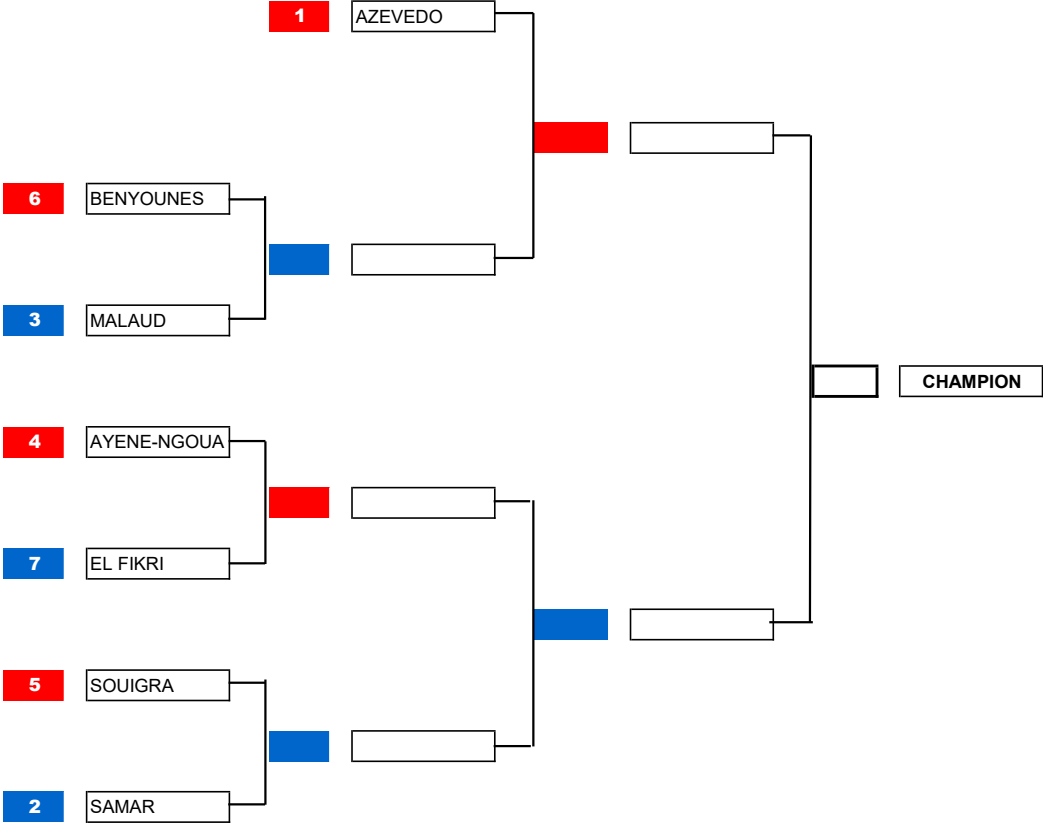 1 AZEVEDO
6 BENYOUNES
3 MALAUD
CHAMPION
4 AYENE-NGOUA
7 EL FIKRI
5 SOUIGRA
2 SAMAR